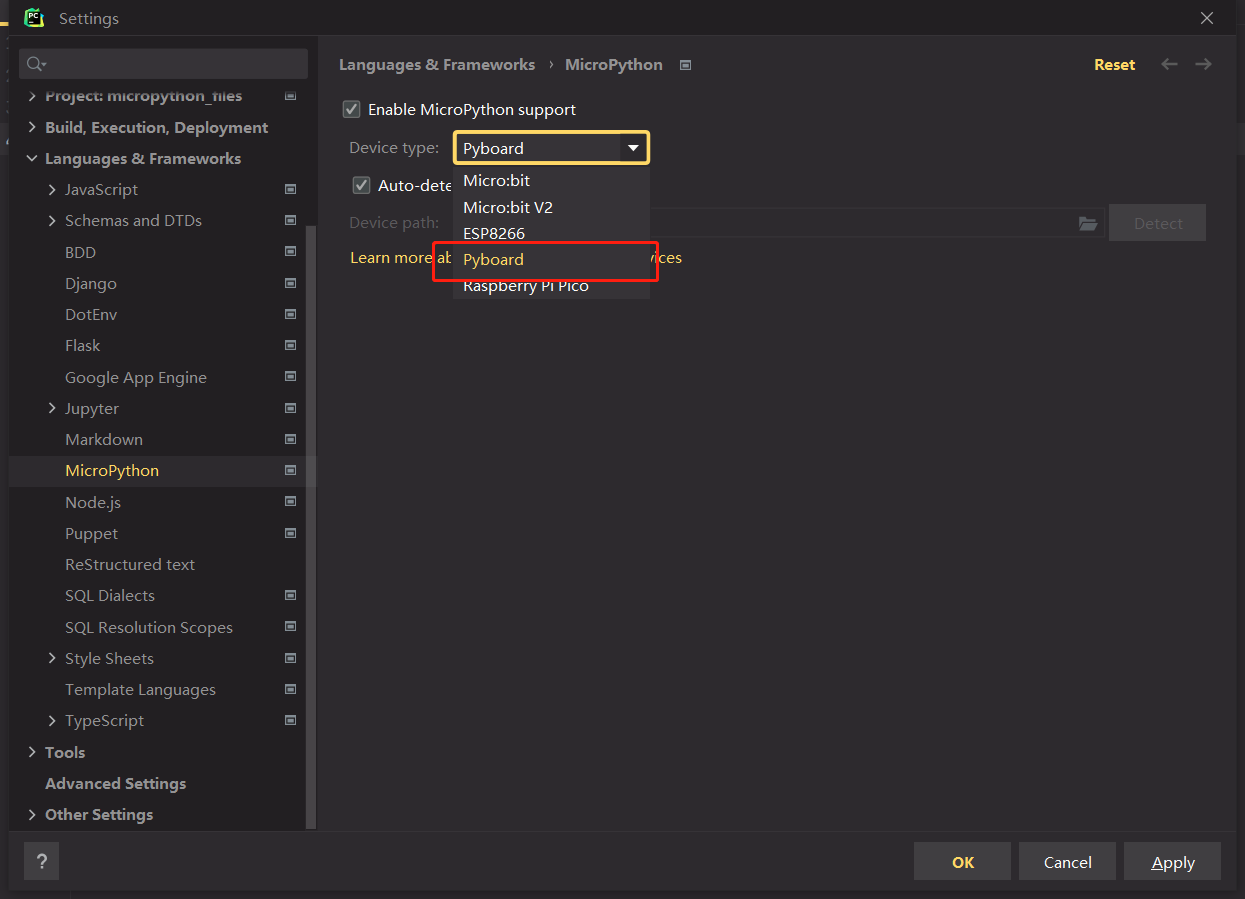 PC
Settings
Project: micropython_files
Build, Execution, Deployment
Languages & Frameworks
JavaScript
Schemas and DTDs
BDD
Django
DotEnv
Flask
Google App Engine
Jupyter
Markdown
MicroPython
Node.js
Puppet
ReStructured text
SQL Dialects
SQL Resolution Scopes
Style Sheets
Template Languages
TypeScript
Tools
Advanced Settings
Other Settings
Languages & Frameworks › MicroPython
Reset
Enable MicroPython support
Device type: Pyboard
Auto-dete
Device path:
Detect
Learn more ab
vices
Micro:bit
Micro:bit V2
ESP8266
Pyboard
Raspberry Pi Pico
?
OK
Cancel
Apply